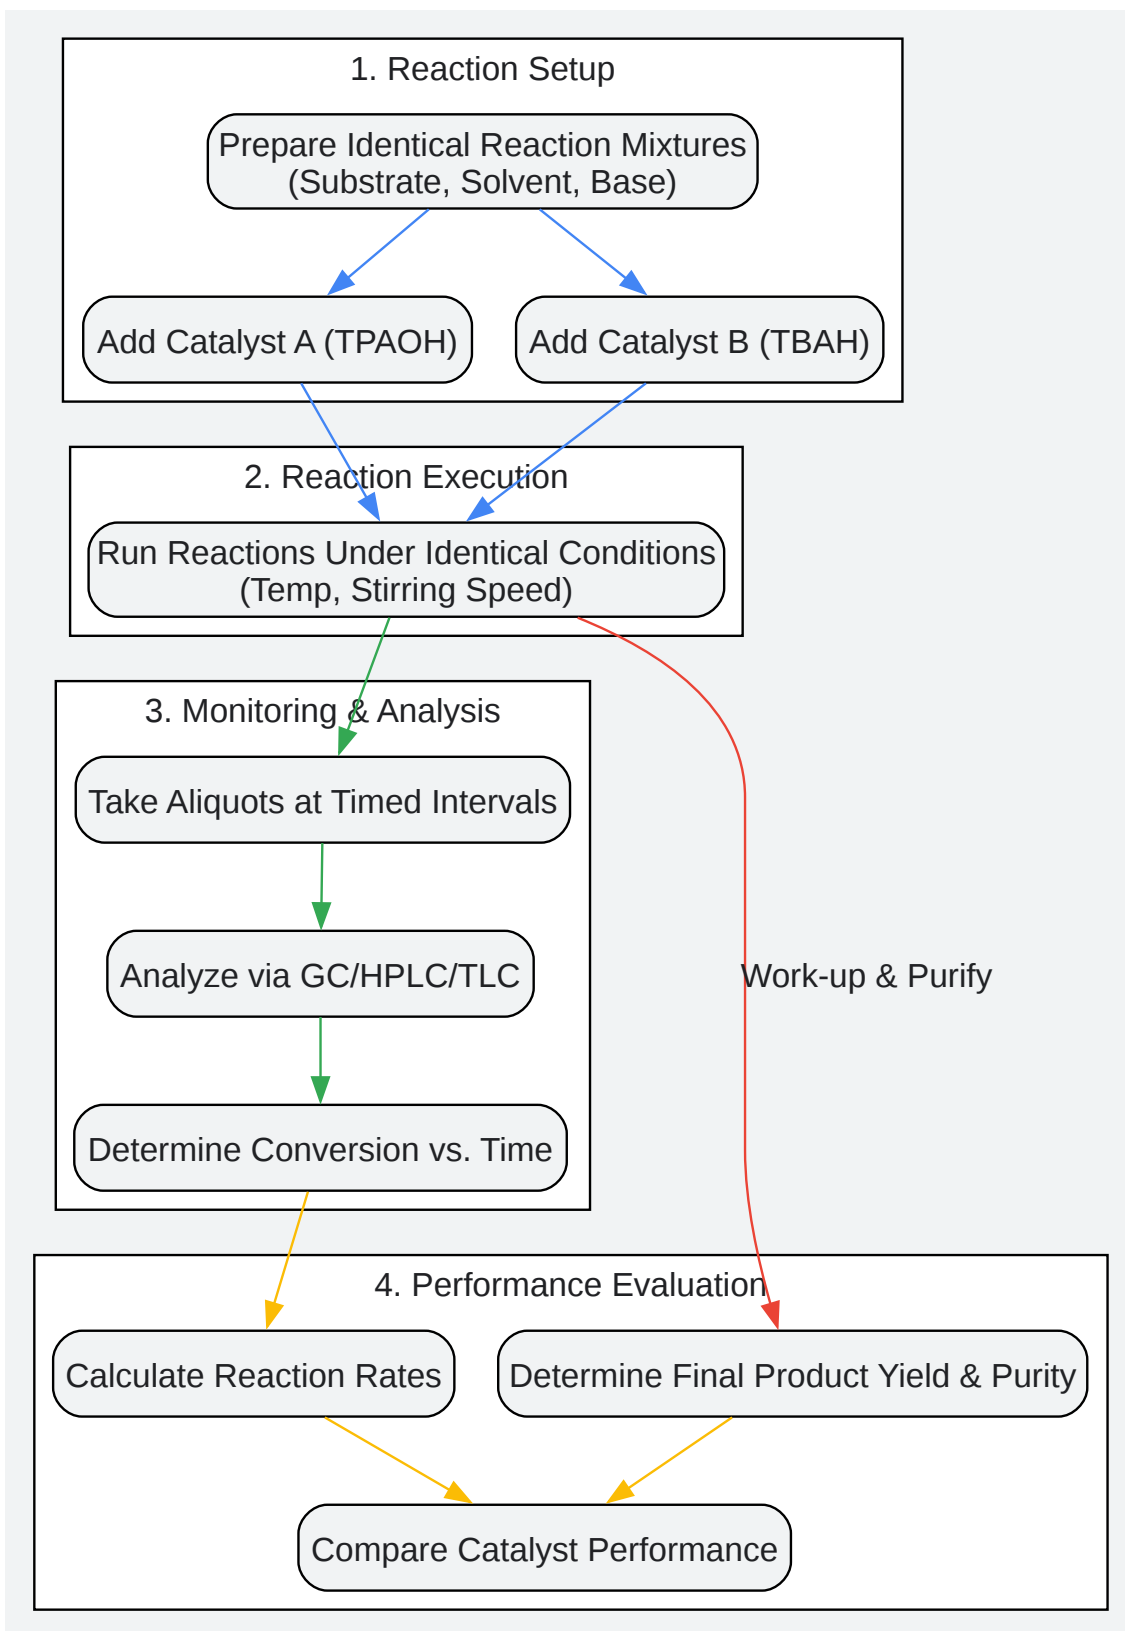 1. Reaction Setup
Prepare Identical Reaction Mixtures
(Substrate, Solvent, Base)
Add Catalyst A (TPAOH)
Add Catalyst B (TBAH)
2. Reaction Execution
Run Reactions Under Identical Conditions
(Temp, Stirring Speed)
3. Monitoring & Analysis
Take Aliquots at Timed Intervals
Analyze via GC/HPLC/TLC
Work-up & Purify
Determine Conversion vs. Time
4. Performance Evaluation
Calculate Reaction Rates
Determine Final Product Yield & Purity
Compare Catalyst Performance